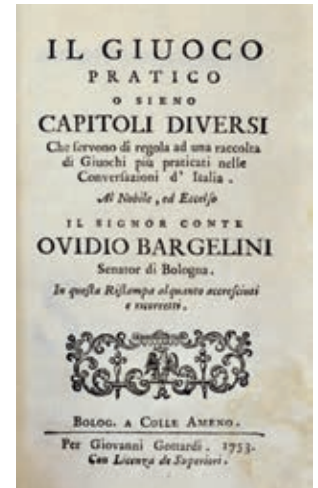 IL GIUOCO
PRATICO
O SIENO
CAPITOLI DIVERSI
Che servono di regola ad una raccolta
di Giuochi più praticati nelle
Conversazioni d' Italia.
Al Nobile, ed Eccelso
IL SIGNOR CONTE
OVIDIO BARGELINI
Senator di Bologna.
In questa Ristampa alquanto accresciuti
e ricorretti.
BOLOG. A COLLE AMENO.
Per Giovanni Gottardi. 1753.
Con Licenza de Superiori.